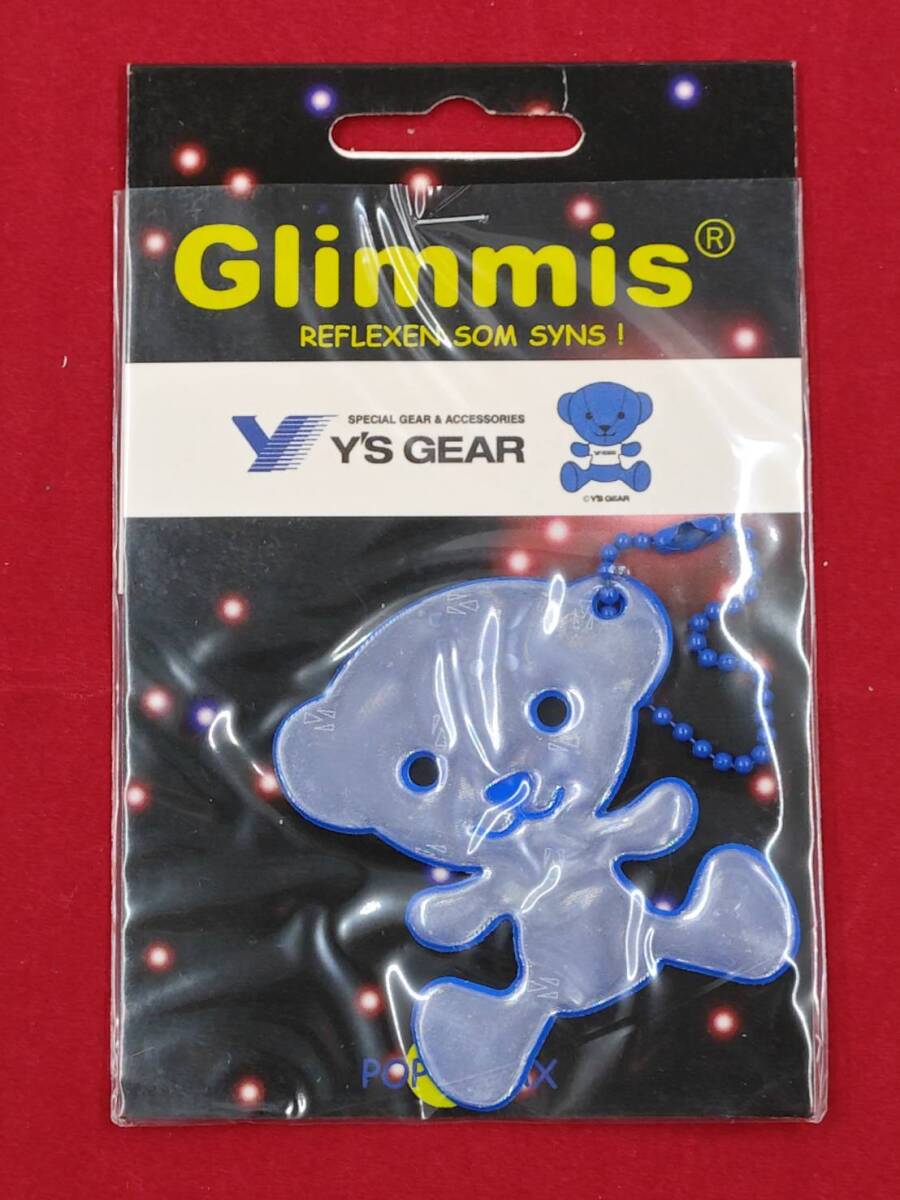 Glimmis®
REFLEXEN SOM SYNS !
SPECIAL GEAR & ACCESSORIES
Y'S GEAR
©Y'S GEAR